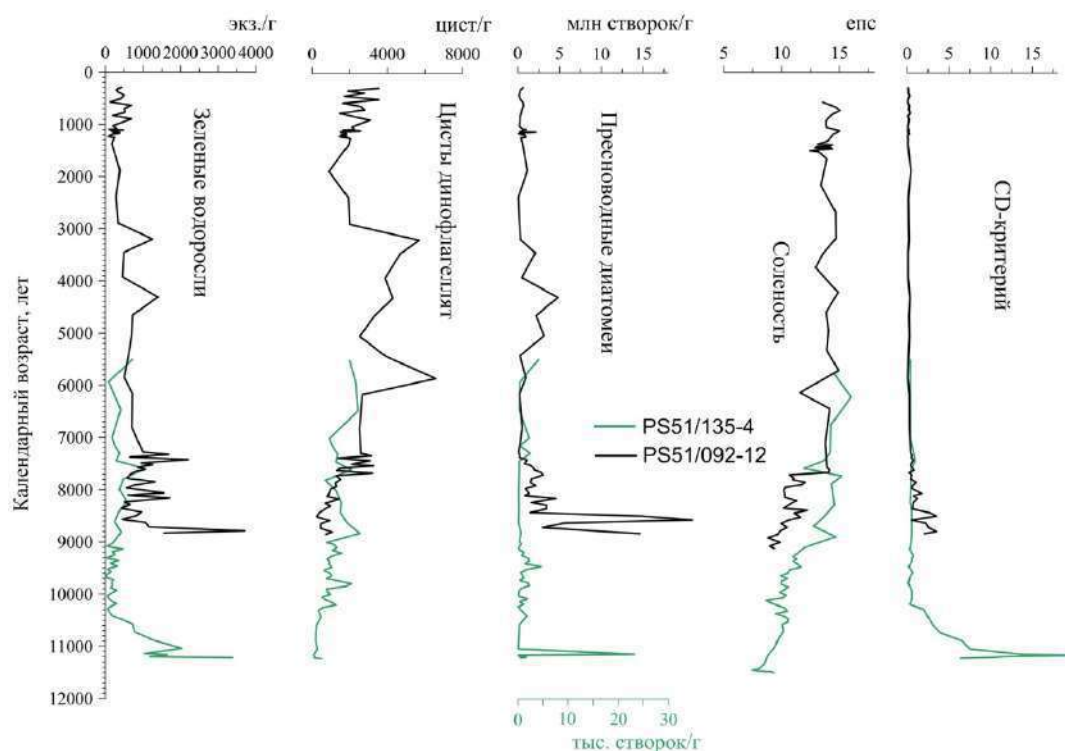 экз./г
цист/г
млн створок/г
епс
0 1000 2000 3000 4000
0 4000 8000
0 5 10 15
5 10 15
0 5 10 15
0
1000
2000
3000
4000
5000
6000
7000
8000
9000
10000
11000
12000
Календарный возраст, лет
Зеленые водоросли
Цисты динофлагеллят
Пресноводные диатомеи
Соленость
CD-критерий
PS51/135-4
PS51/092-12
0 10 20 30
тыс. створок/г